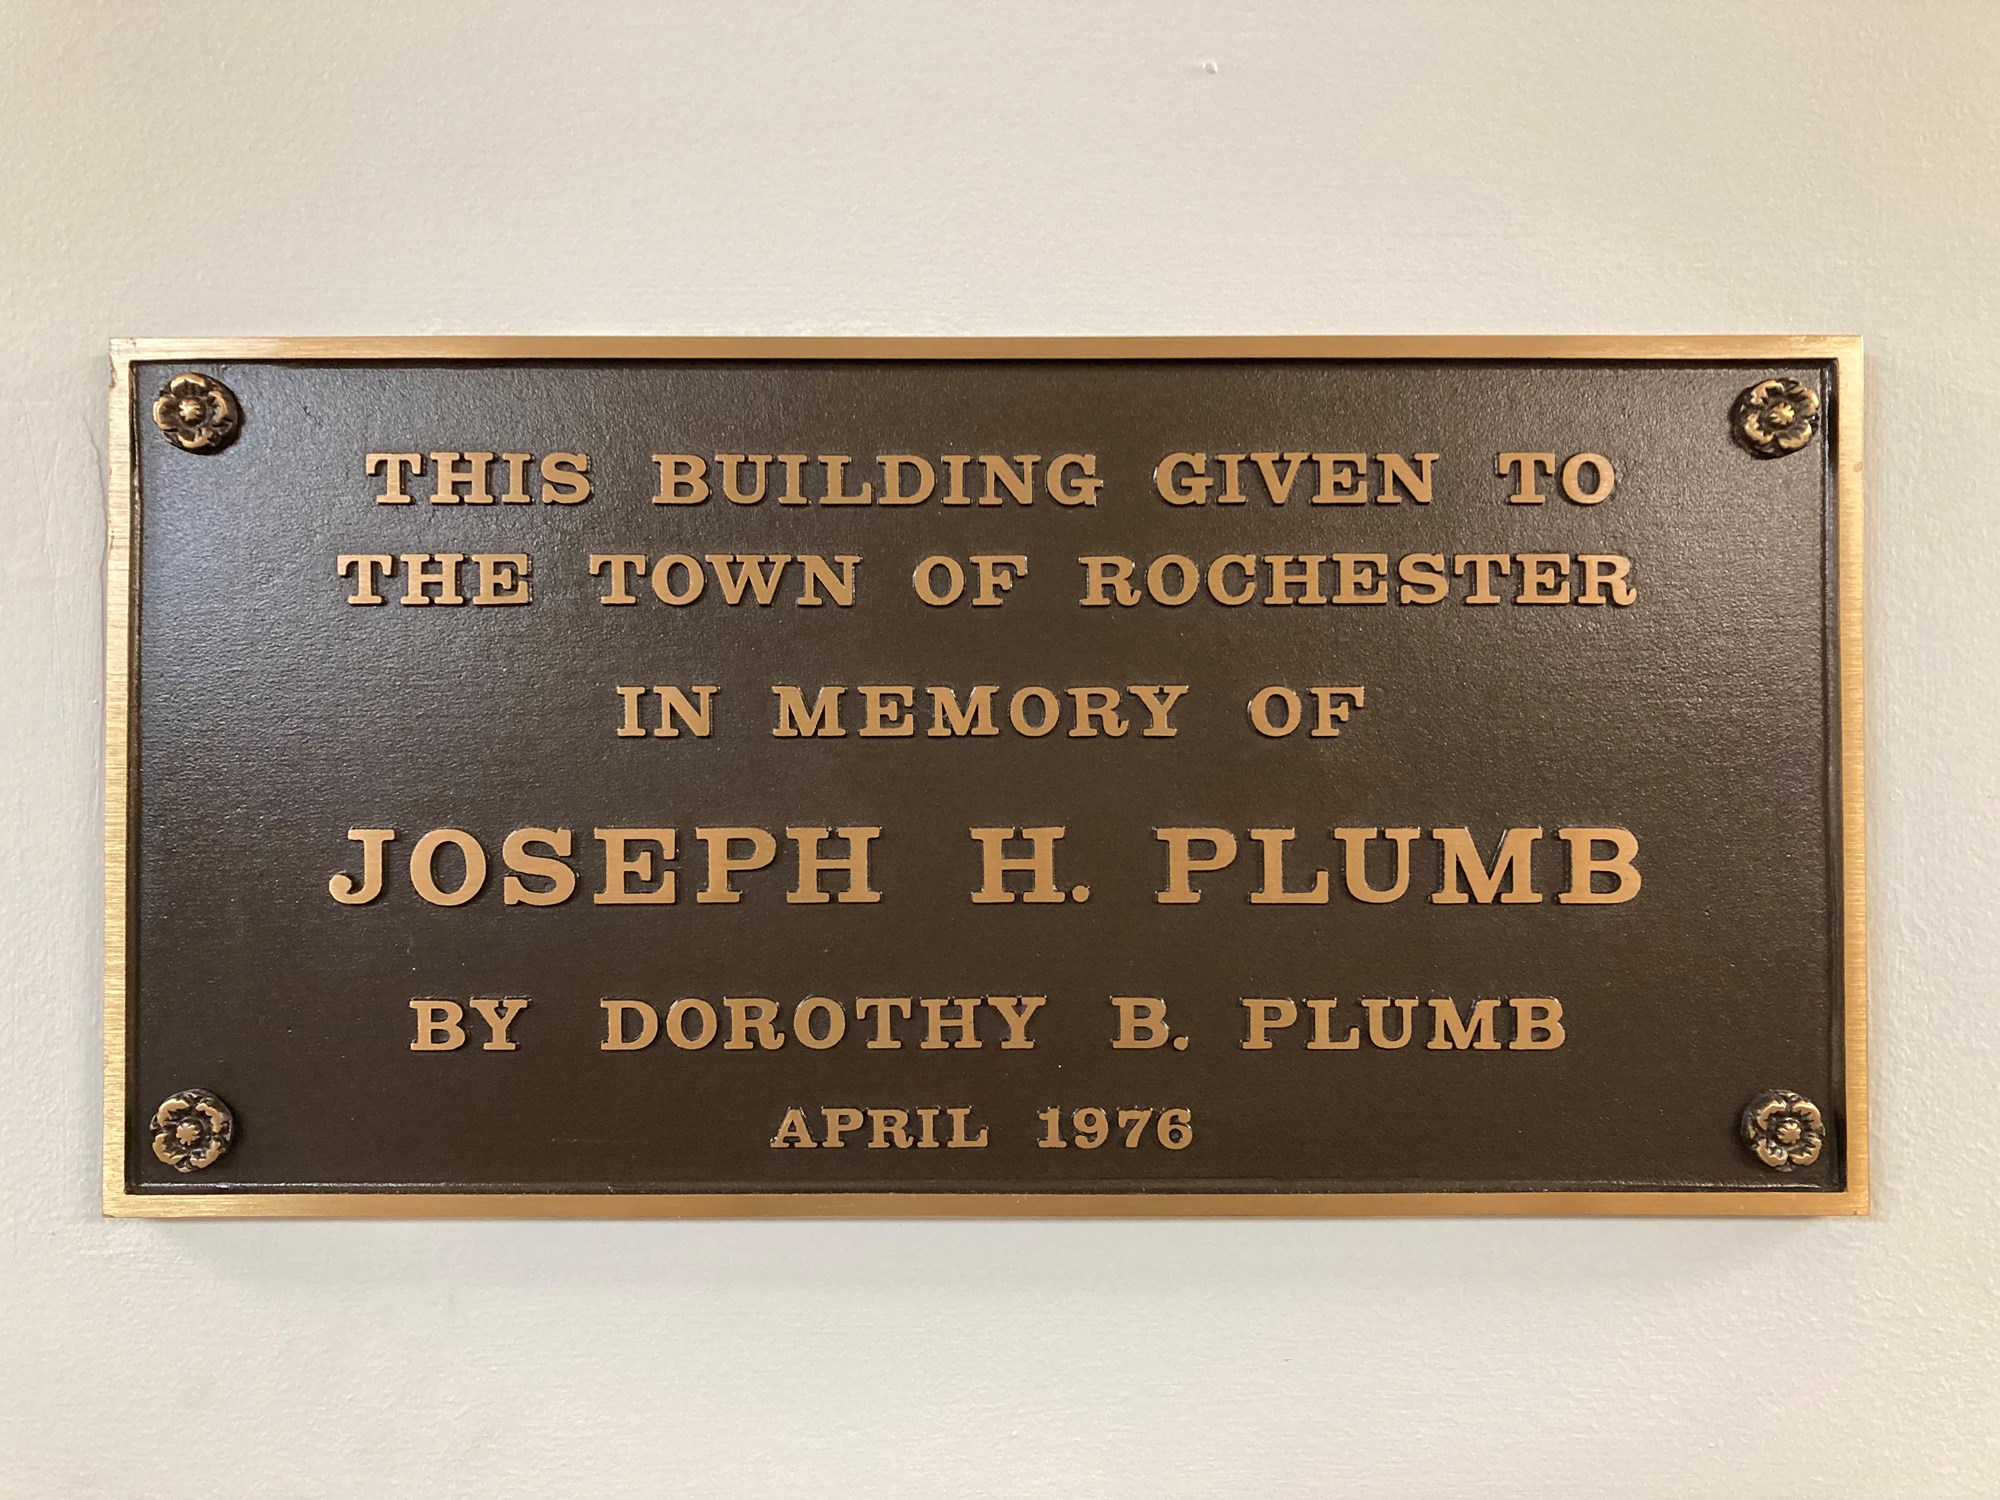 THIS BUILDING GIVEN TO
THE TOWN OF ROCHESTER
IN MEMORY OF
JOSEPH H. PLUMB
BY DOROTHY B. PLUMB
APRIL 1976